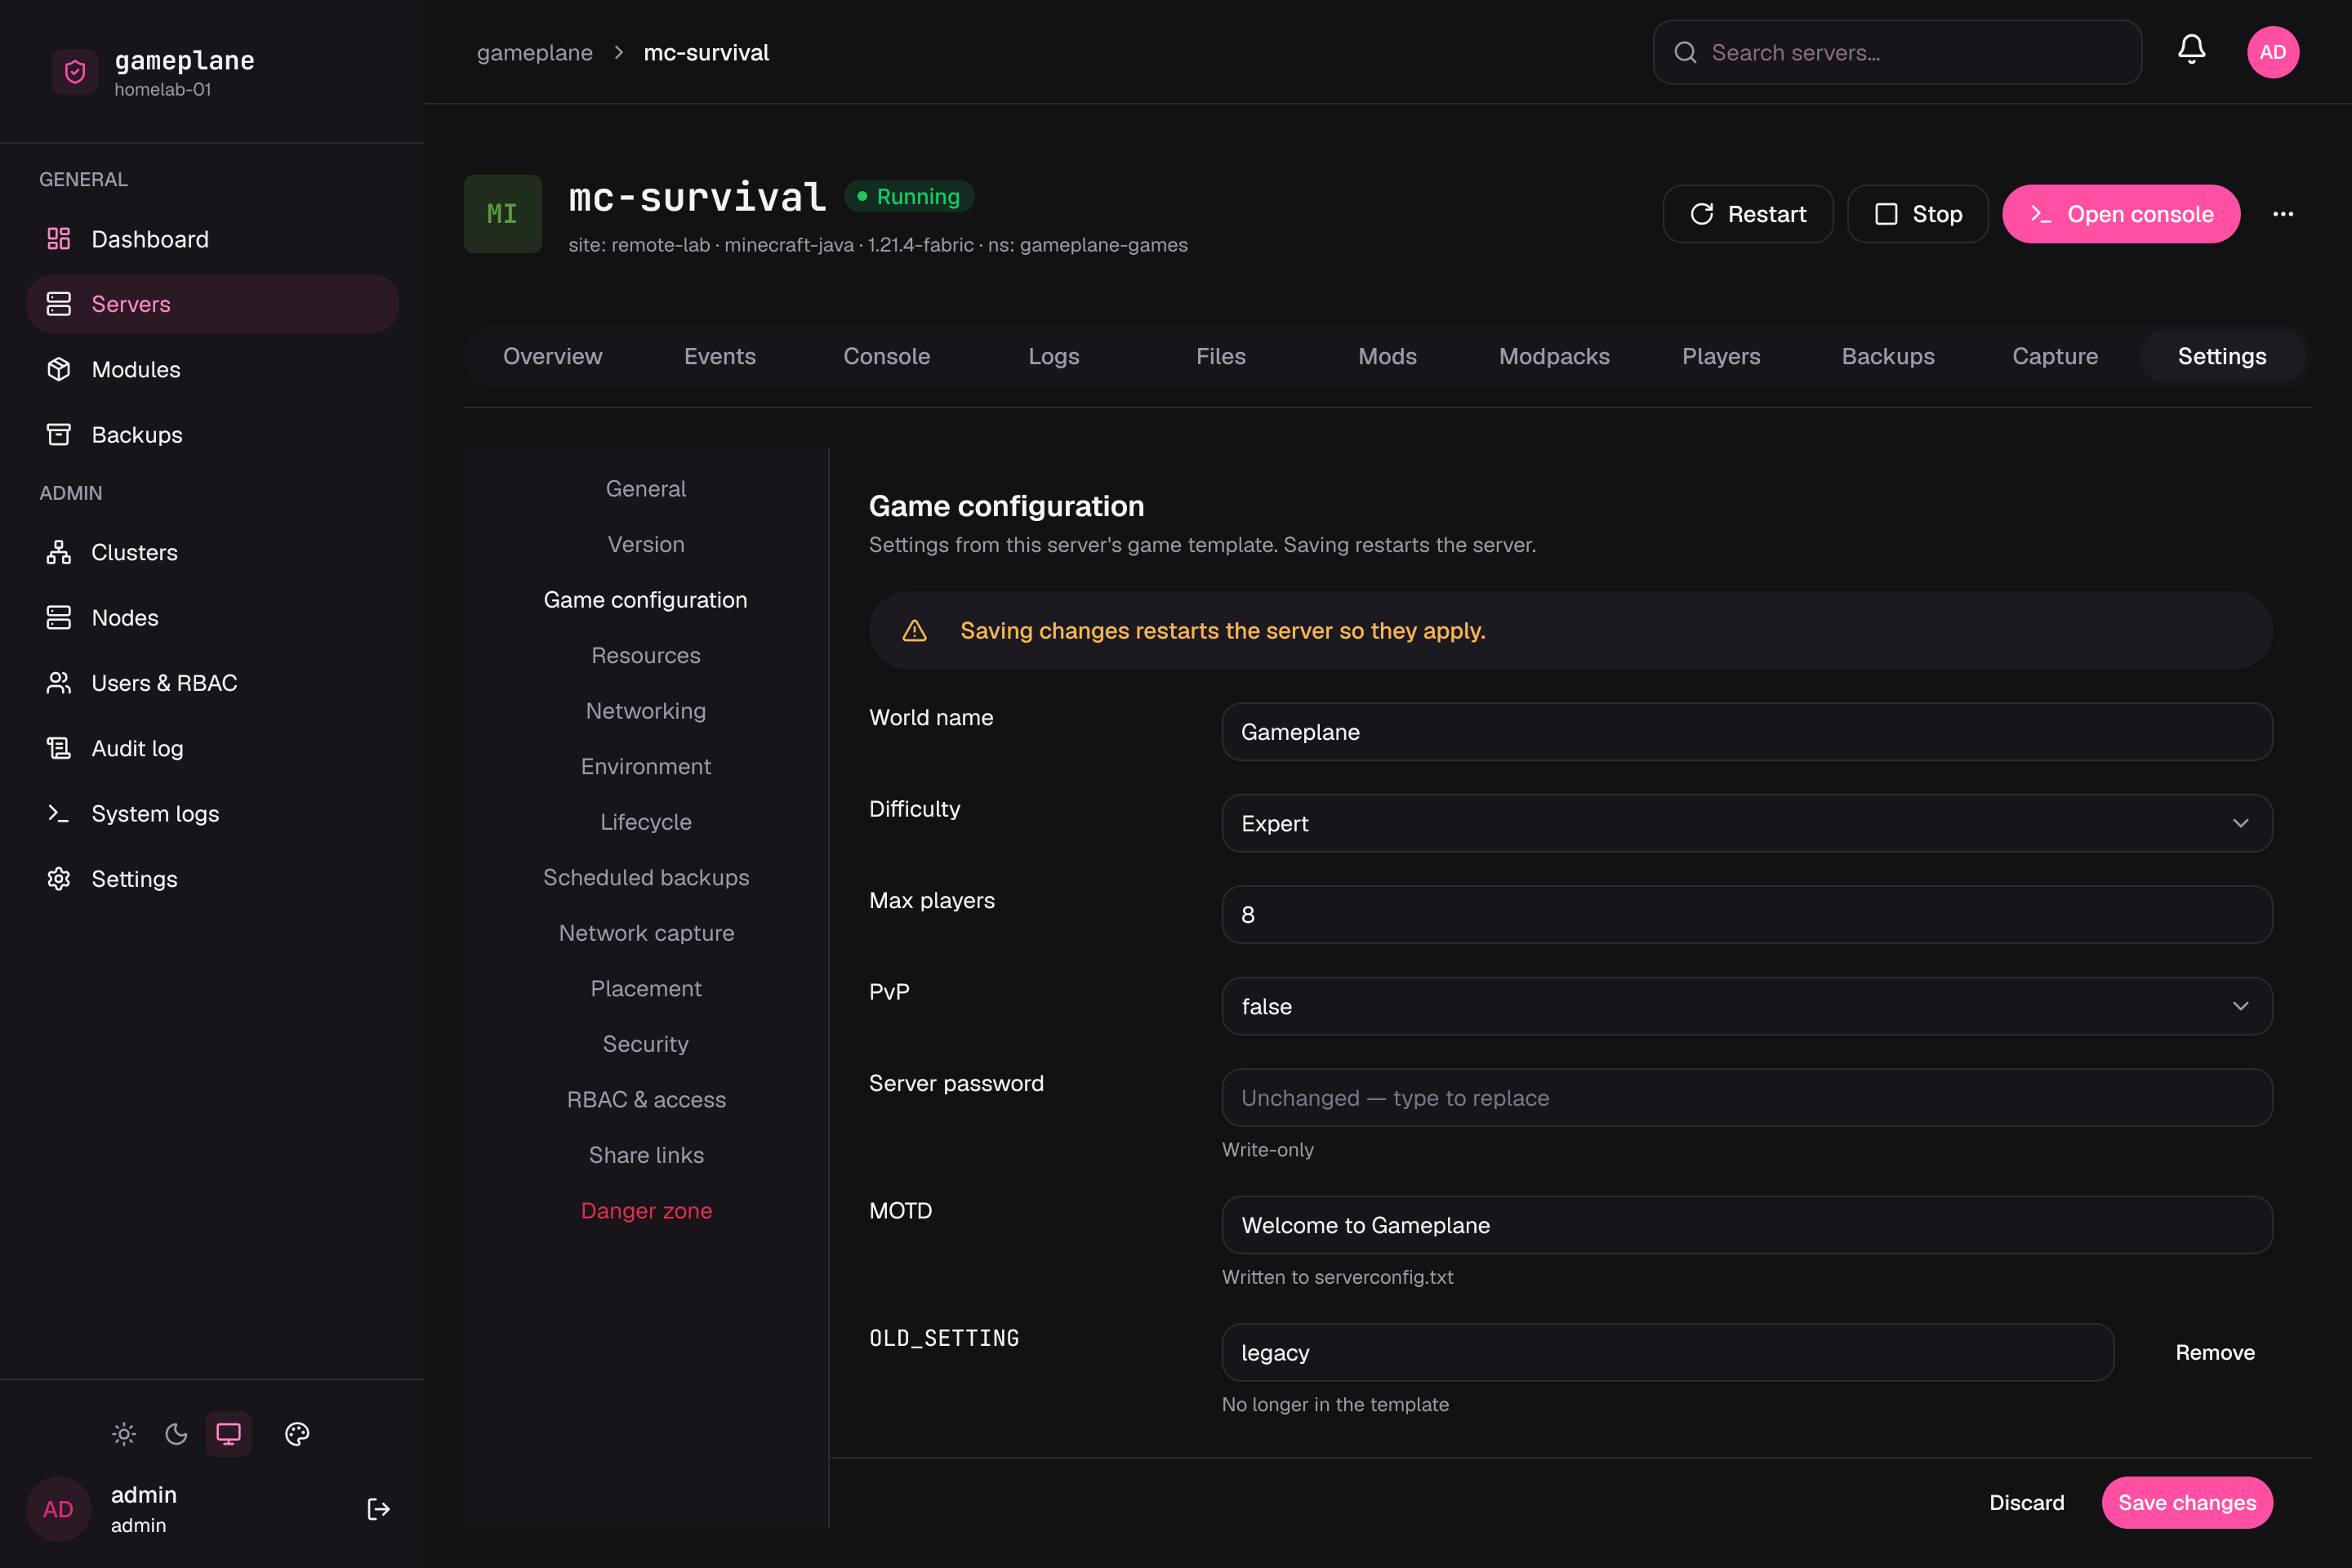 gameplane
homelab-01
GENERAL
Dashboard
Servers
Modules
Backups
ADMIN
Clusters
Nodes
Users & RBAC
Audit log
System logs
Settings
AD
admin
admin
gameplane > mc-survival
Search servers...
AD
MI
mc-survival
Running
site: remote-lab · minecraft-java · 1.21.4-fabric · ns: gameplane-games
Restart
Stop
Open console
Overview
Events
Console
Logs
Files
Mods
Modpacks
Players
Backups
Capture
Settings
General
Version
Game configuration
Resources
Networking
Environment
Lifecycle
Scheduled backups
Network capture
Placement
Security
RBAC & access
Share links
Danger zone
Game configuration
Settings from this server's game template. Saving restarts the server.
Saving changes restarts the server so they apply.
World name
Gameplane
Difficulty
Expert
Max players
8
PvP
false
Server password
Unchanged — type to replace
Write-only
MOTD
Welcome to Gameplane
Written to serverconfig.txt
OLD_SETTING
legacy
Remove
No longer in the template
Discard
Save changes